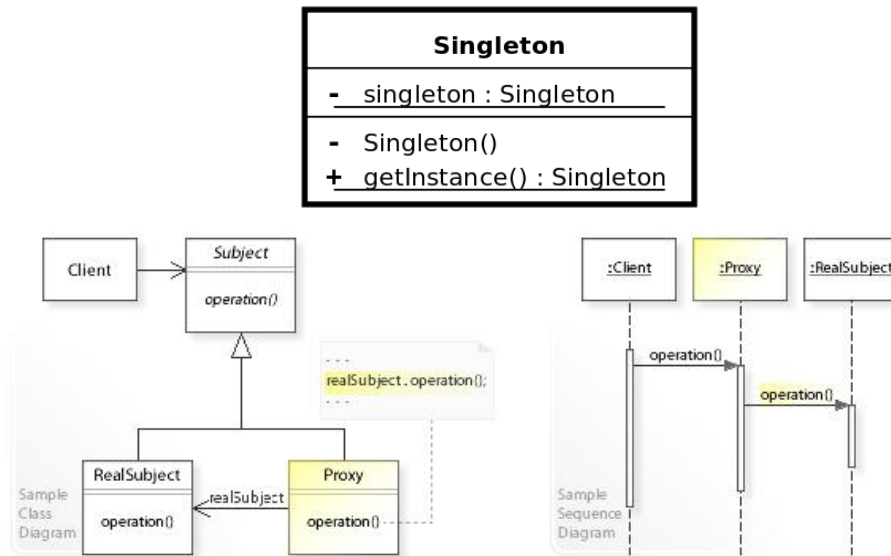 Singleton
- singleton : Singleton
- Singleton()
+ getInstance() : Singleton
Client
Subject
operation()
- - -
realSubject.operation();
- - -
RealSubject
operation()
realSubject
Proxy
operation()
Sample
Class
Diagram
:Client
:Proxy
:RealSubject
operation()
operation()
Sample
Sequence
Diagram